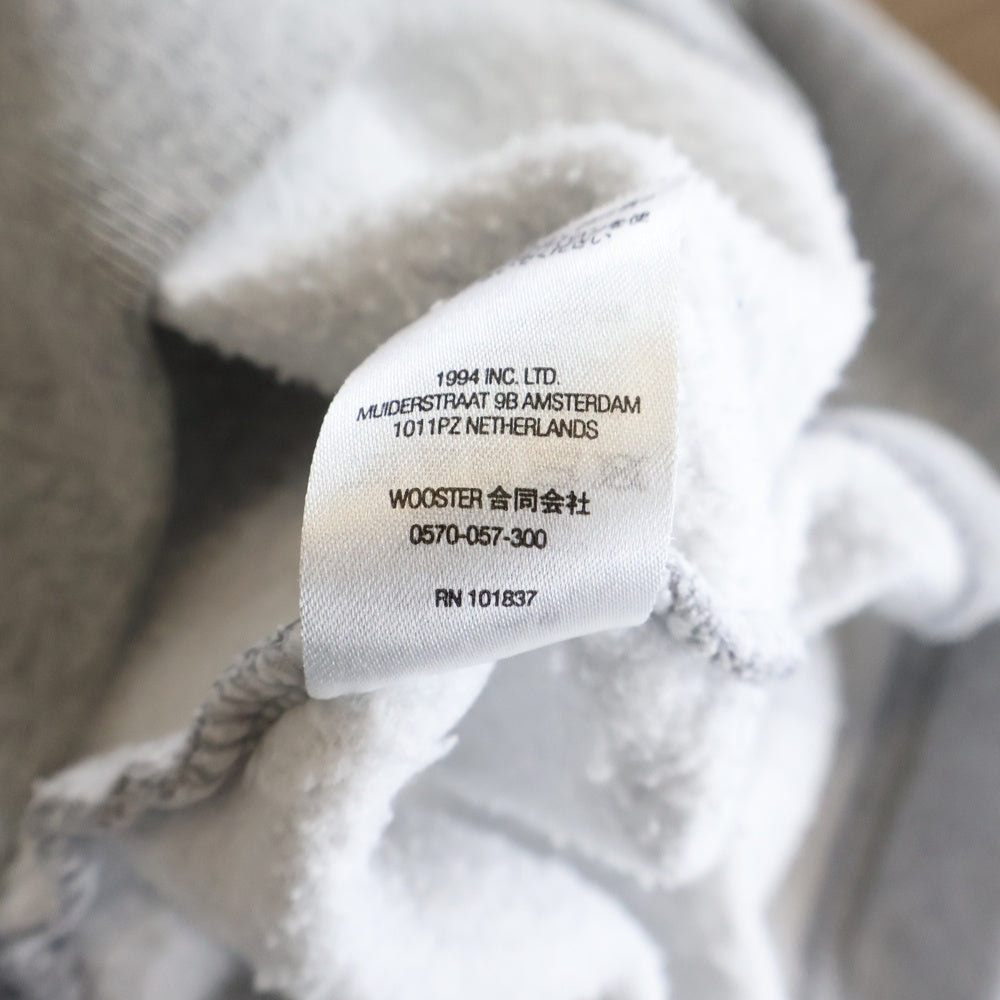 1994 INC. LTD.
MUIDERSTRAAT 9B AMSTERDAM
1011PZ NETHERLANDS
WOOSTER 合同会社
0570-057-300
RN 101837